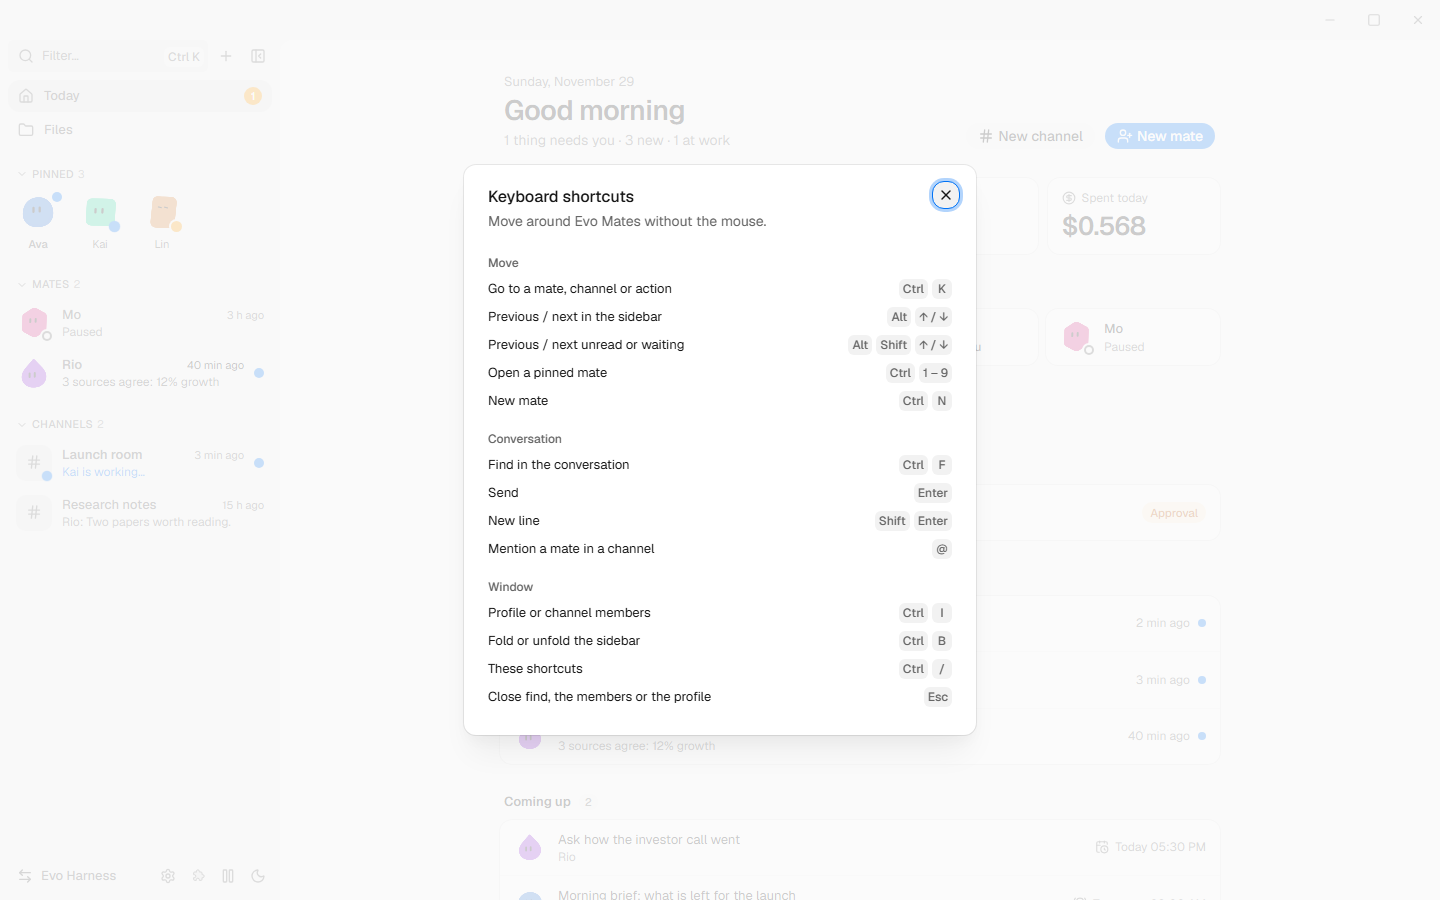 Filter...
Ctrl K
Today
1
Files
PINNED 3
Ava
Kai
Lin
MATES 2
Mo
3 h ago
Paused
Rio
40 min ago
3 sources agree: 12% growth
CHANNELS 2
Launch room
3 min ago
Kai is working...
Research notes
15 h ago
Rio: Two papers worth reading.
Evo Harness
Sunday, November 29
Good morning
1 thing needs you · 3 new · 1 at work
New channel
New mate
Spent today
$0.568
Mo
Paused
Approval
2 min ago
3 min ago
40 min ago
3 sources agree: 12% growth
Coming up 2
Ask how the investor call went
Rio
Today 05:30 PM
Morning brief: what is left for the launch
Keyboard shortcuts
Move around Evo Mates without the mouse.
Move
Go to a mate, channel or action
Ctrl K
Previous / next in the sidebar
Alt ↑ / ↓
Previous / next unread or waiting
Alt Shift ↑ / ↓
Open a pinned mate
Ctrl 1 – 9
New mate
Ctrl N
Conversation
Find in the conversation
Ctrl F
Send
Enter
New line
Shift Enter
Mention a mate in a channel
@
Window
Profile or channel members
Ctrl I
Fold or unfold the sidebar
Ctrl B
These shortcuts
Ctrl /
Close find, the members or the profile
Esc